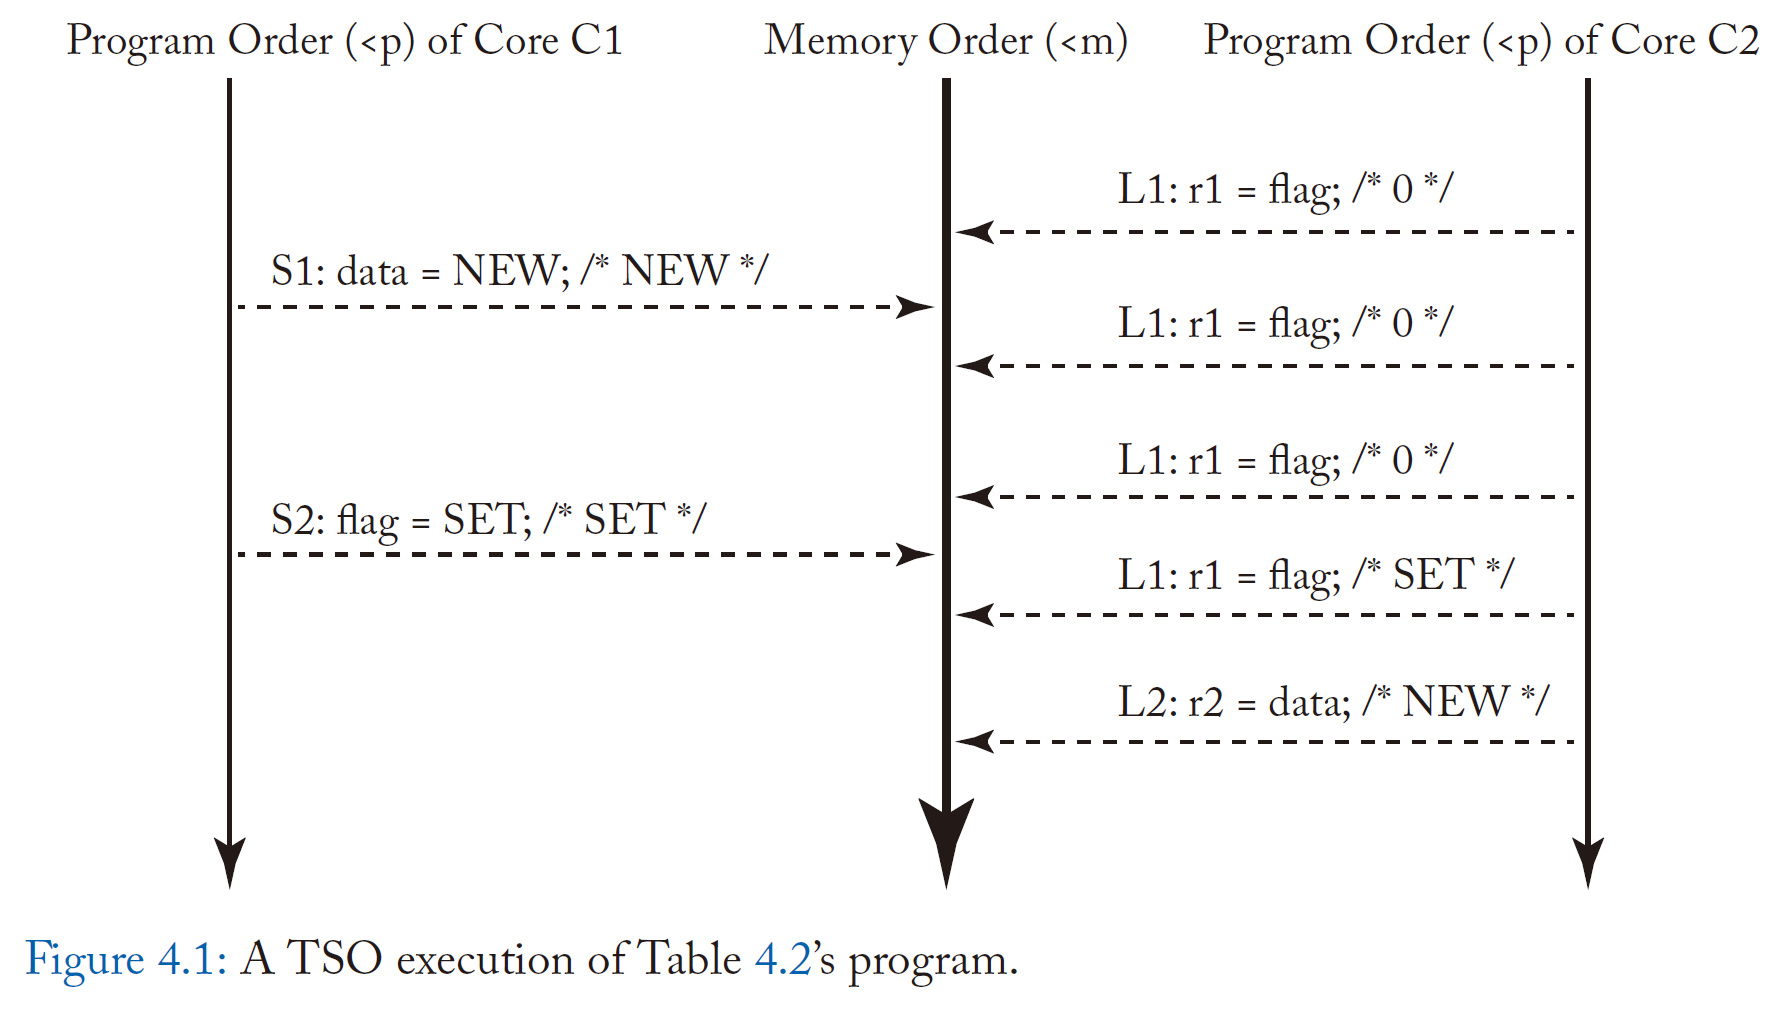 Program Order (<p) of Core C1
Memory Order (<m)
Program Order (<p) of Core C2
L1: r1 = flag; /* 0 */
S1: data = NEW; /* NEW */
L1: r1 = flag; /* 0 */
L1: r1 = flag; /* 0 */
S2: flag = SET; /* SET */
L1: r1 = flag; /* SET */
L2: r2 = data; /* NEW */
Figure 4.1: A TSO execution of Table 4.2’s program.